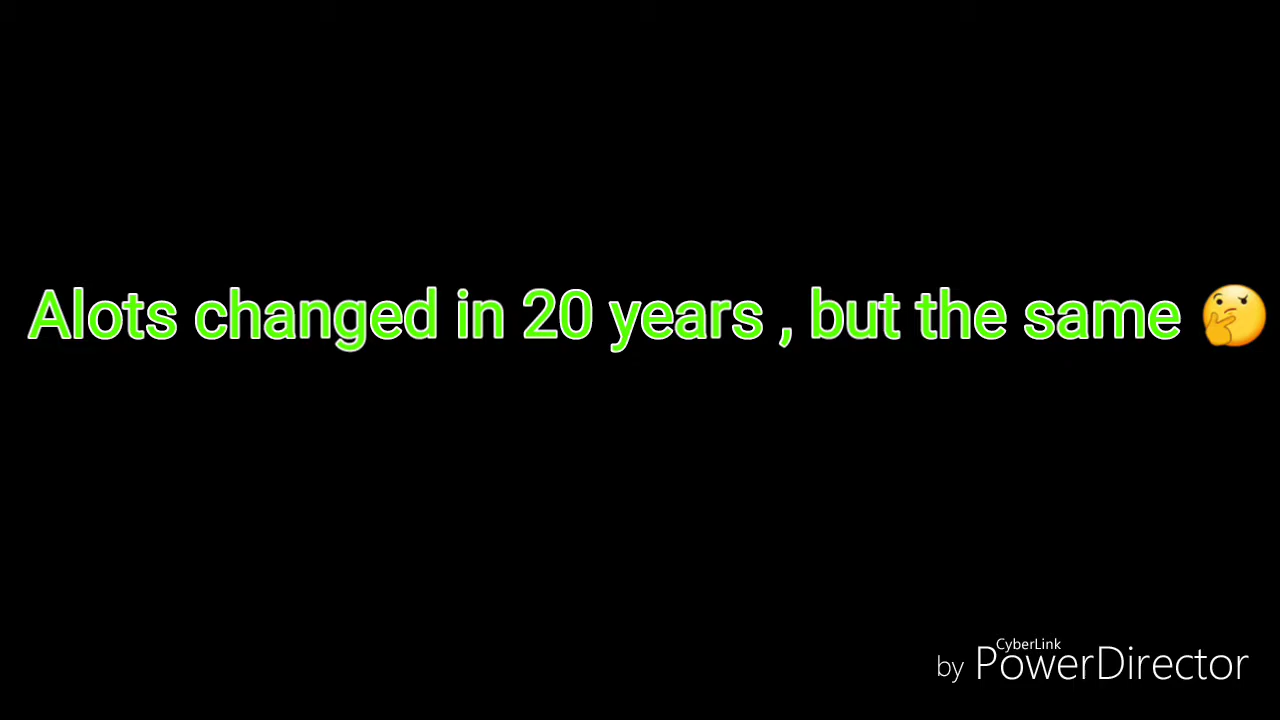 Alots changed in 20 years , but the same 🤔
CyberLink
by PowerDirector